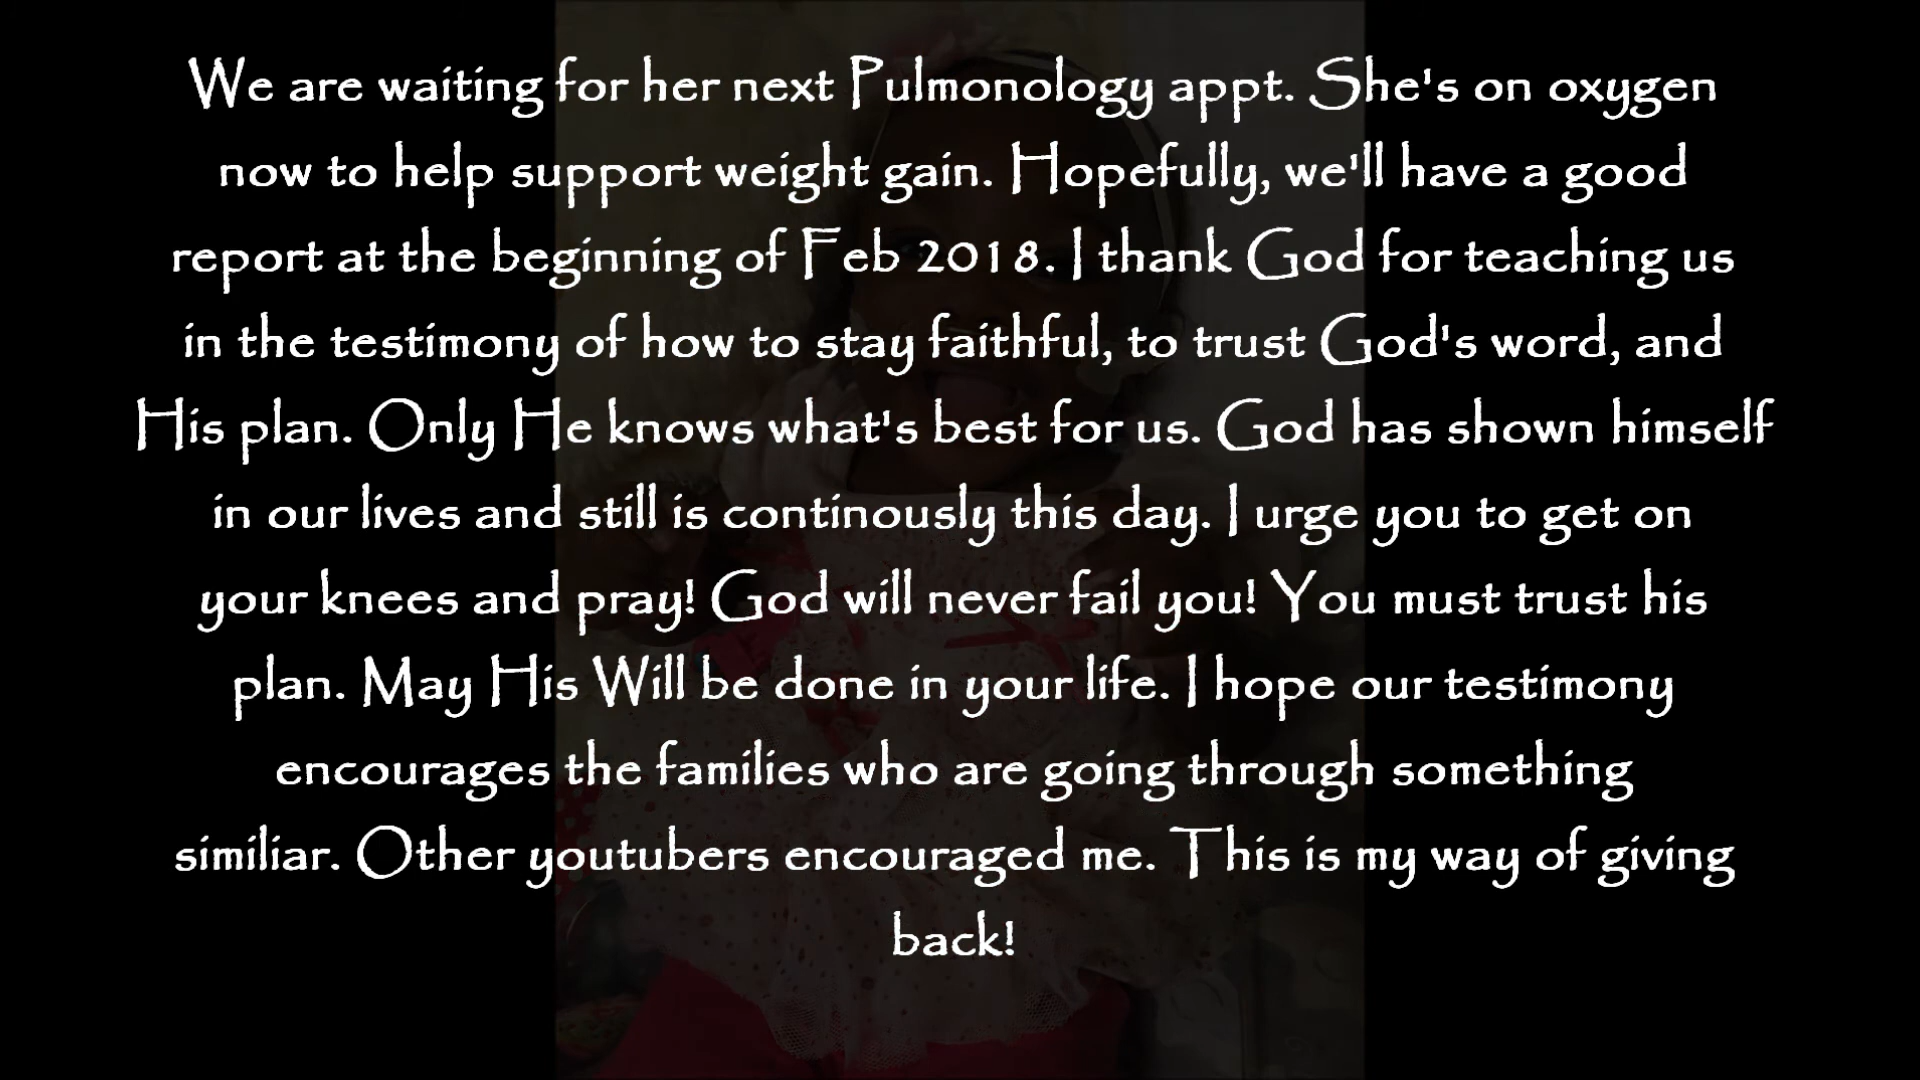 We are waiting for her next Pulmonology appt. She's on oxygen
now to help support weight gain. Hopefully, we'll have a good
report at the beginning of Feb 2018. I thank God for teaching us
in the testimony of how to stay faithful, to trust God's word, and
His plan. Only He knows what's best for us. God has shown himself
in our lives and still is continously this day. I urge you to get on
your knees and pray! God will never fail you! You must trust his
plan. May His Will be done in your life. I hope our testimony
encourages the families who are going through something
similiar. Other youtubers encouraged me. This is my way of giving
back!